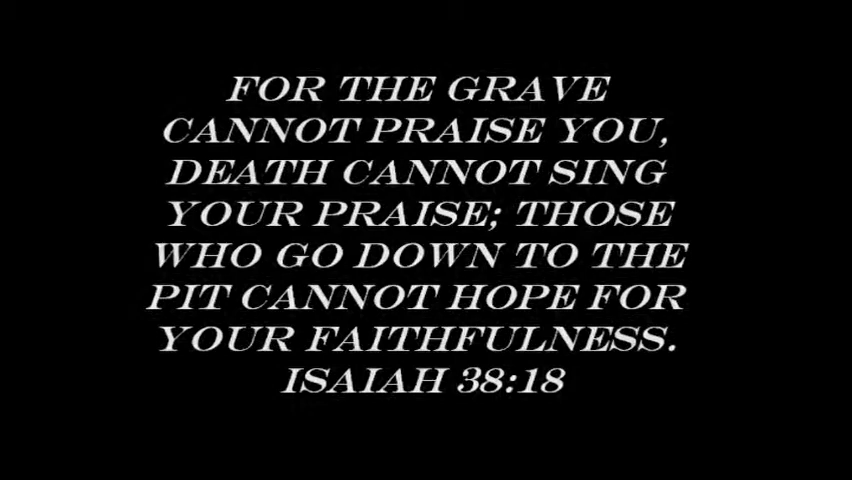 FOR THE GRAVE
CANNOT PRAISE YOU,
DEATH CANNOT SING
YOUR PRAISE; THOSE
WHO GO DOWN TO THE
PIT CANNOT HOPE FOR
YOUR FAITHFULNESS.
ISAIAH 38:18